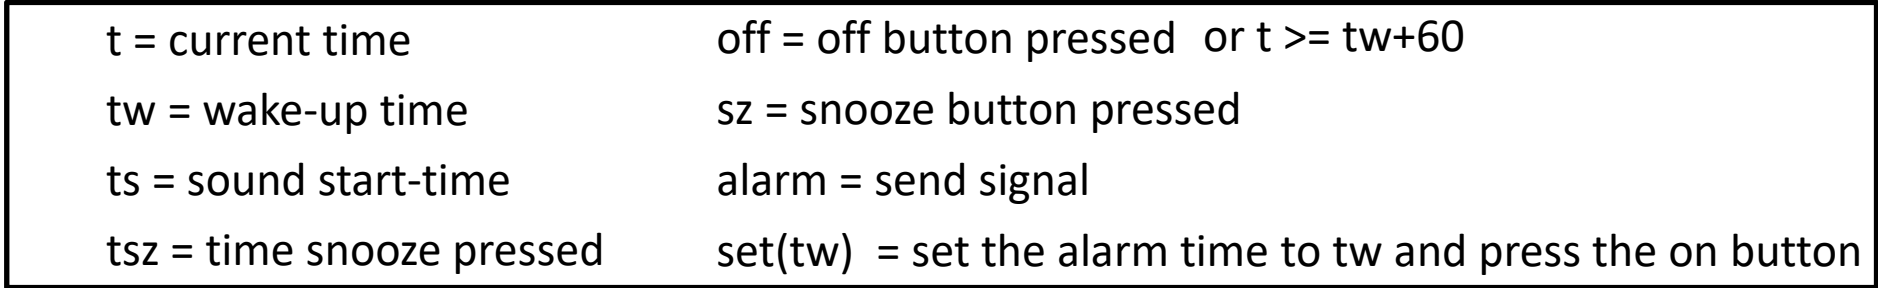 t = current time
off = off button pressed or t >= tw+60
tw = wake-up time
sz = snooze button pressed
ts = sound start-time
alarm = send signal
tsz = time snooze pressed
set(tw) = set the alarm time to tw and press the on button